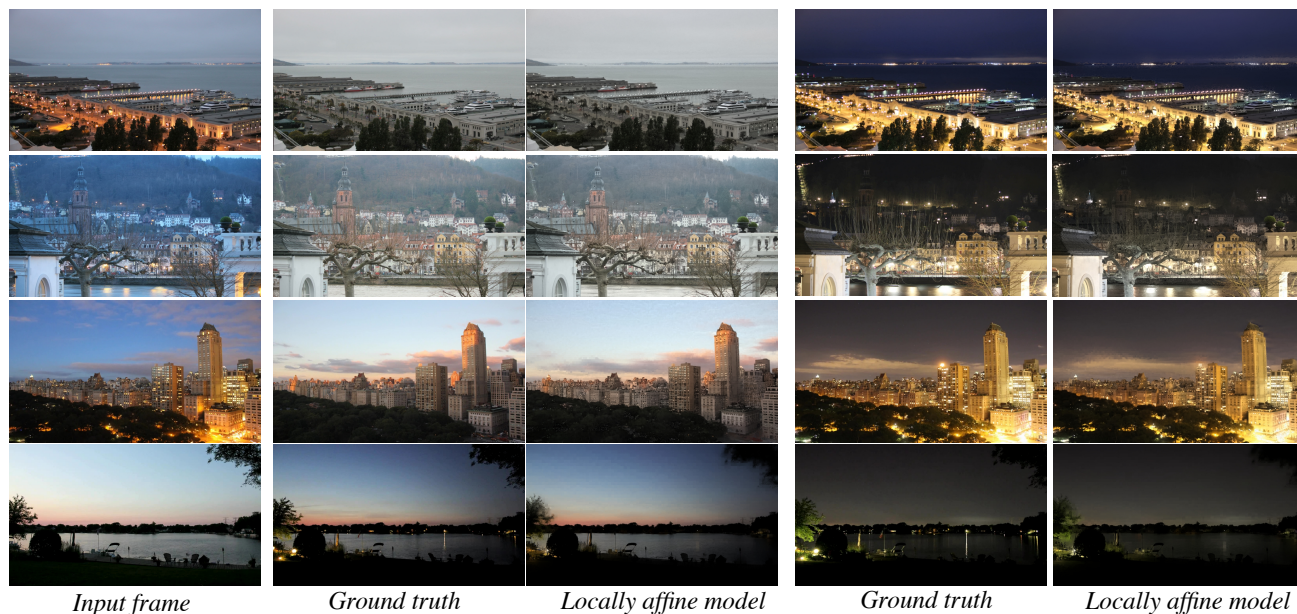 Input frame
Ground truth
Locally affine model
Ground truth
Locally affine model